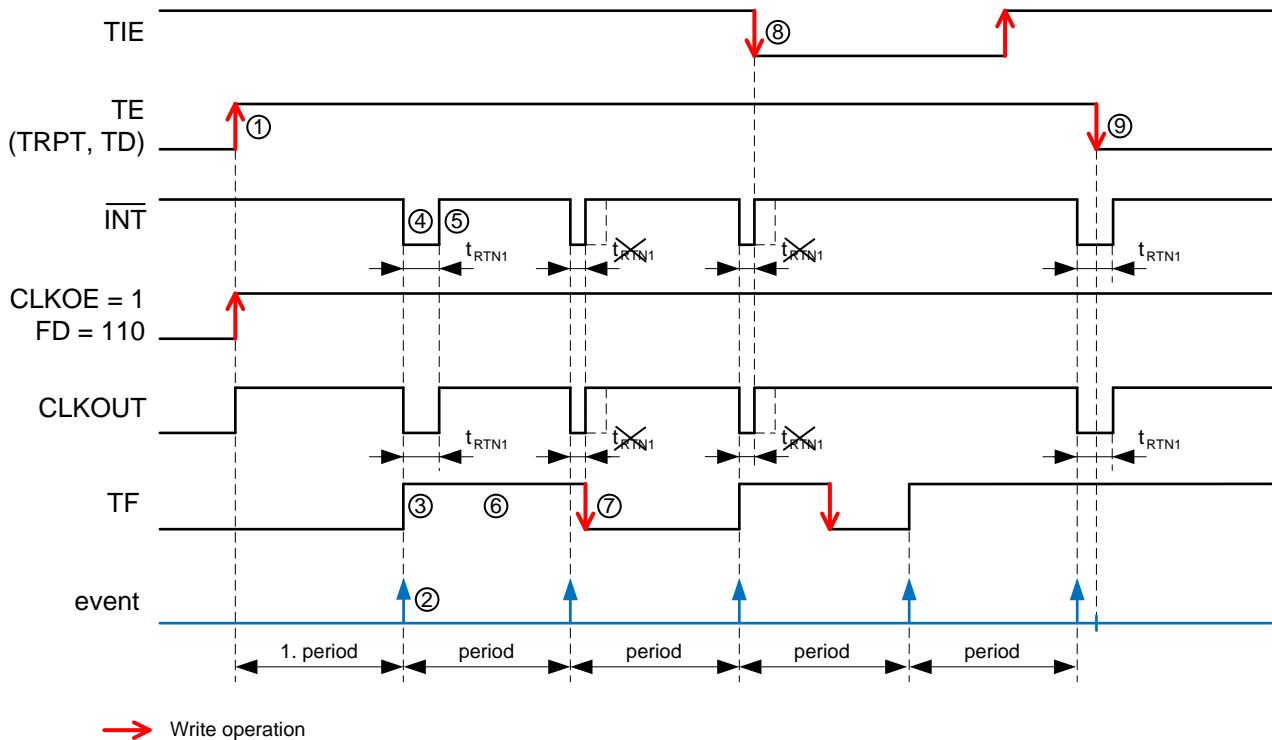 TIE
⑧
TE
(TRPT, TD)
①
⑨
INT
④ ⑤
tRTN1 tRTN1 tRTN1 tRTN1
CLKOE = 1
FD = 110
CLKOUT
tRTN1 tRTN1 tRTN1 tRTN1
TF
③ ⑥ ⑦
event
②
1. period period period period period
Write operation